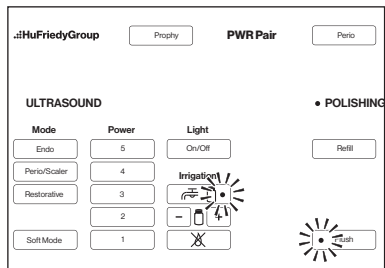 .:HuFriedyGroup Prophy PWR Pair Perio
ULTRASOUND • POLISHING
Mode Power Light
Endo 5 On/Off Refill
Perio/Scaler 4 Irrigation
Restorative 3
2 − +
Soft Mode 1 Flush